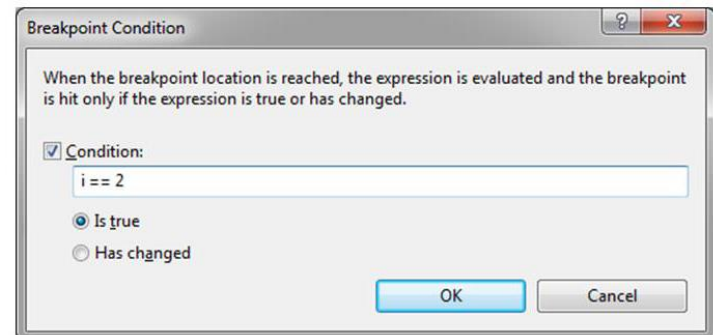 Breakpoint Condition
When the breakpoint location is reached, the expression is evaluated and the breakpoint
is hit only if the expression is true or has changed.
Condition:
i == 2
Is true
Has changed
OK Cancel